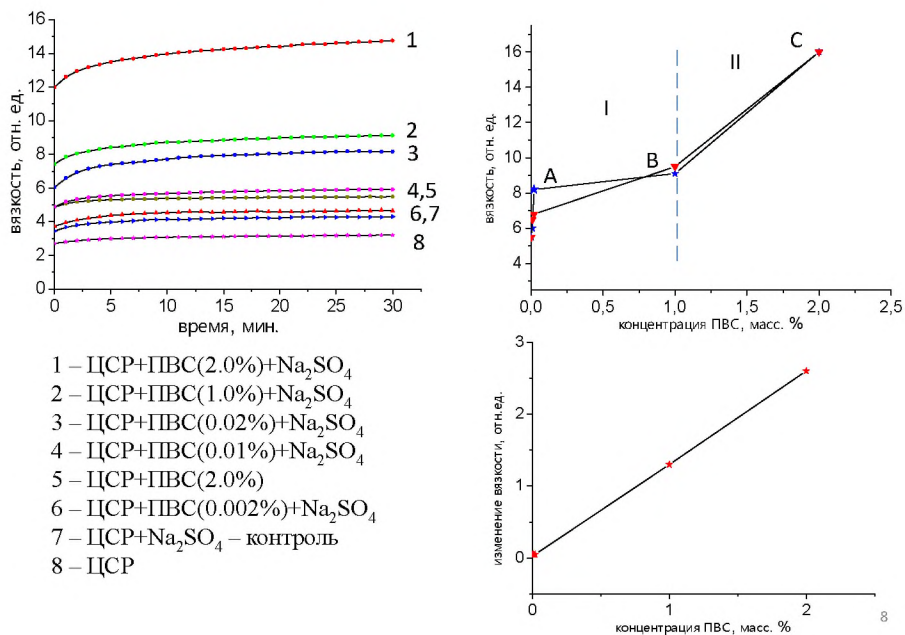 16
14
12
10
8
6
4
2
0
вязкость, отн. ед.
0
5
10
15
20
25
30
время, мин.
1
2
3
4,5
6,7
8
16
14
12
10
8
6
4
вязкость, отн. ед.
I
II
A
B
C
0,0
0,5
1,0
1,5
2,0
2,5
концентрация ПВС, масс. %
1 – ЦСР+ПВС(2.0%)+Na₂SO₄
2 – ЦСР+ПВС(1.0%)+Na₂SO₄
3 – ЦСР+ПВС(0.02%)+Na₂SO₄
4 – ЦСР+ПВС(0.01%)+Na₂SO₄
5 – ЦСР+ПВС(2.0%)
6 – ЦСР+ПВС(0.002%)+Na₂SO₄
7 – ЦСР+Na₂SO₄ – контроль
8 – ЦСР
3
2
1
0
изменение вязкости, отн.ед.
0
1
2
концентрация ПВС, масс. %
8